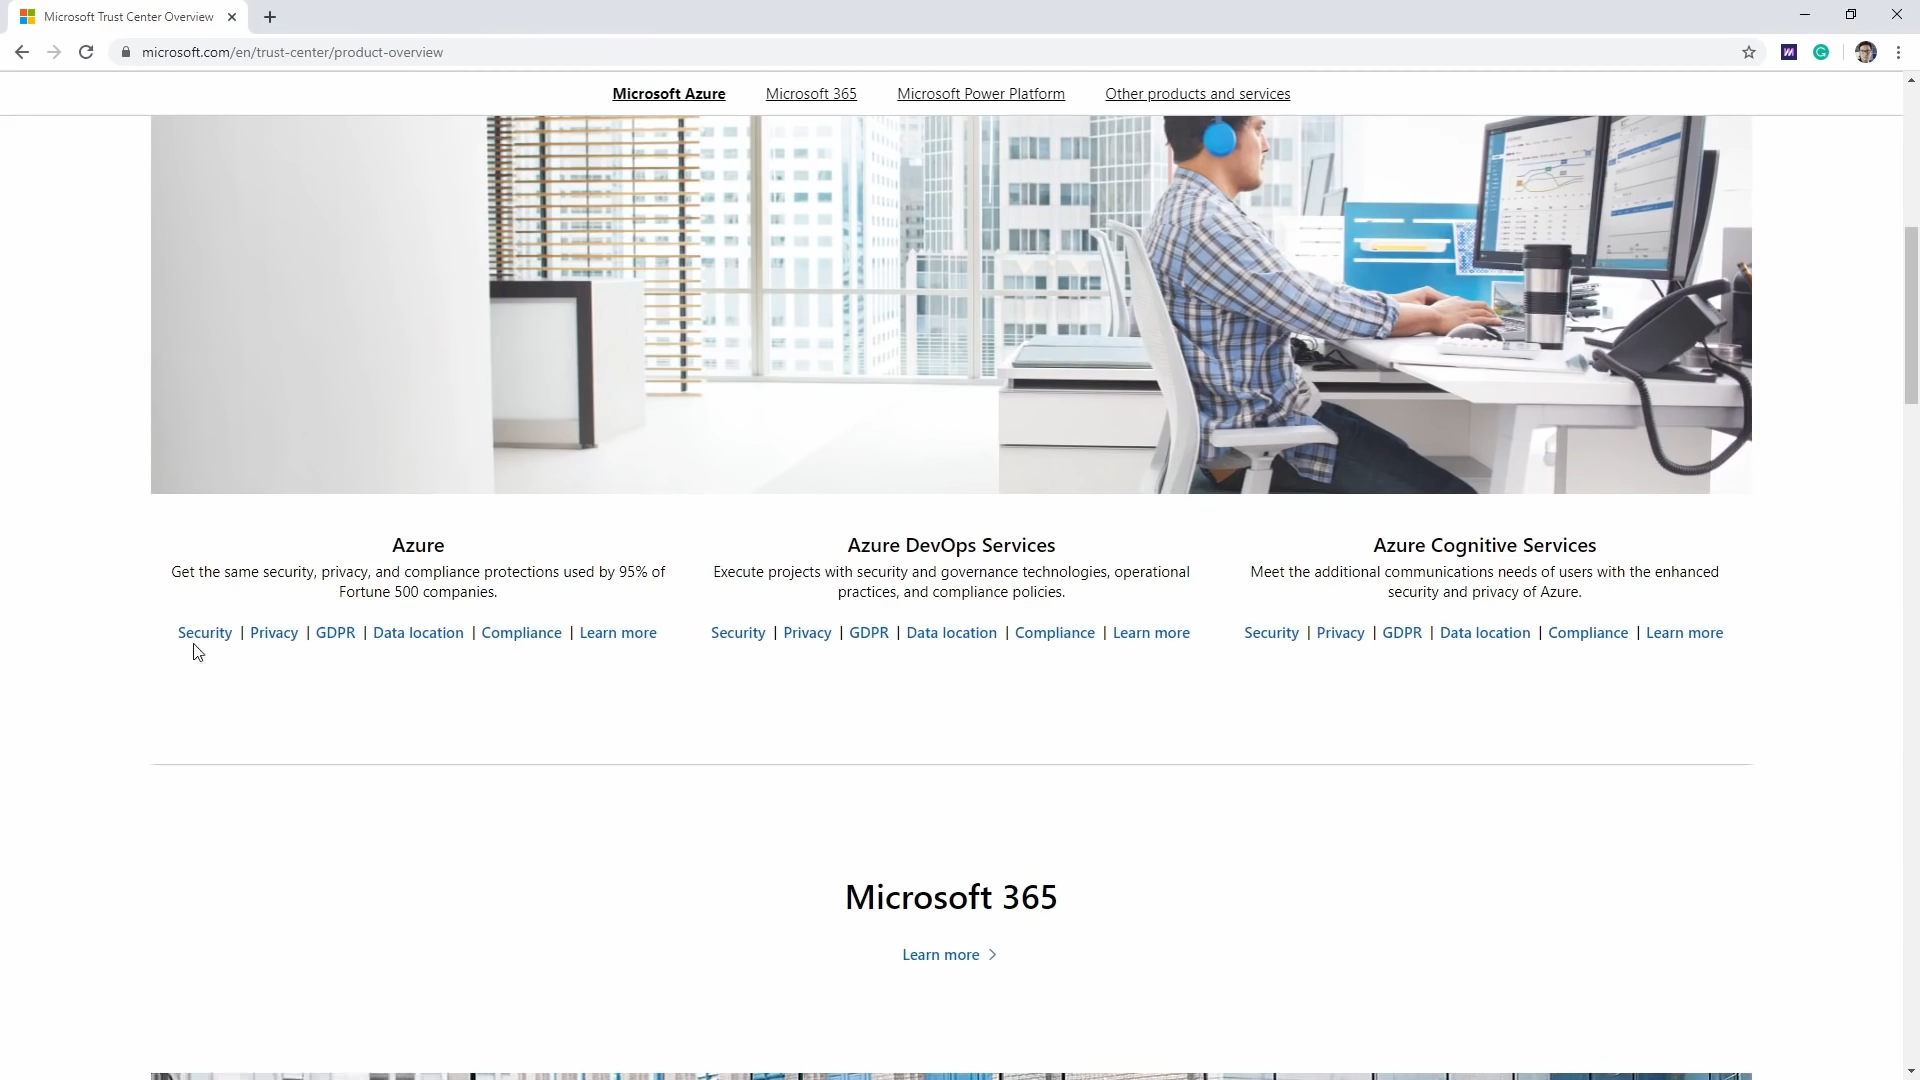 Microsoft Trust Center Overview
microsoft.com/en/trust-center/product-overview
Microsoft Azure Microsoft 365 Microsoft Power Platform Other products and services
Azure
Get the same security, privacy, and compliance protections used by 95% of
Fortune 500 companies.
Security | Privacy | GDPR | Data location | Compliance | Learn more
Azure DevOps Services
Execute projects with security and governance technologies, operational
practices, and compliance policies.
Security | Privacy | GDPR | Data location | Compliance | Learn more
Azure Cognitive Services
Meet the additional communications needs of users with the enhanced
security and privacy of Azure.
Security | Privacy | GDPR | Data location | Compliance | Learn more
Microsoft 365
Learn more